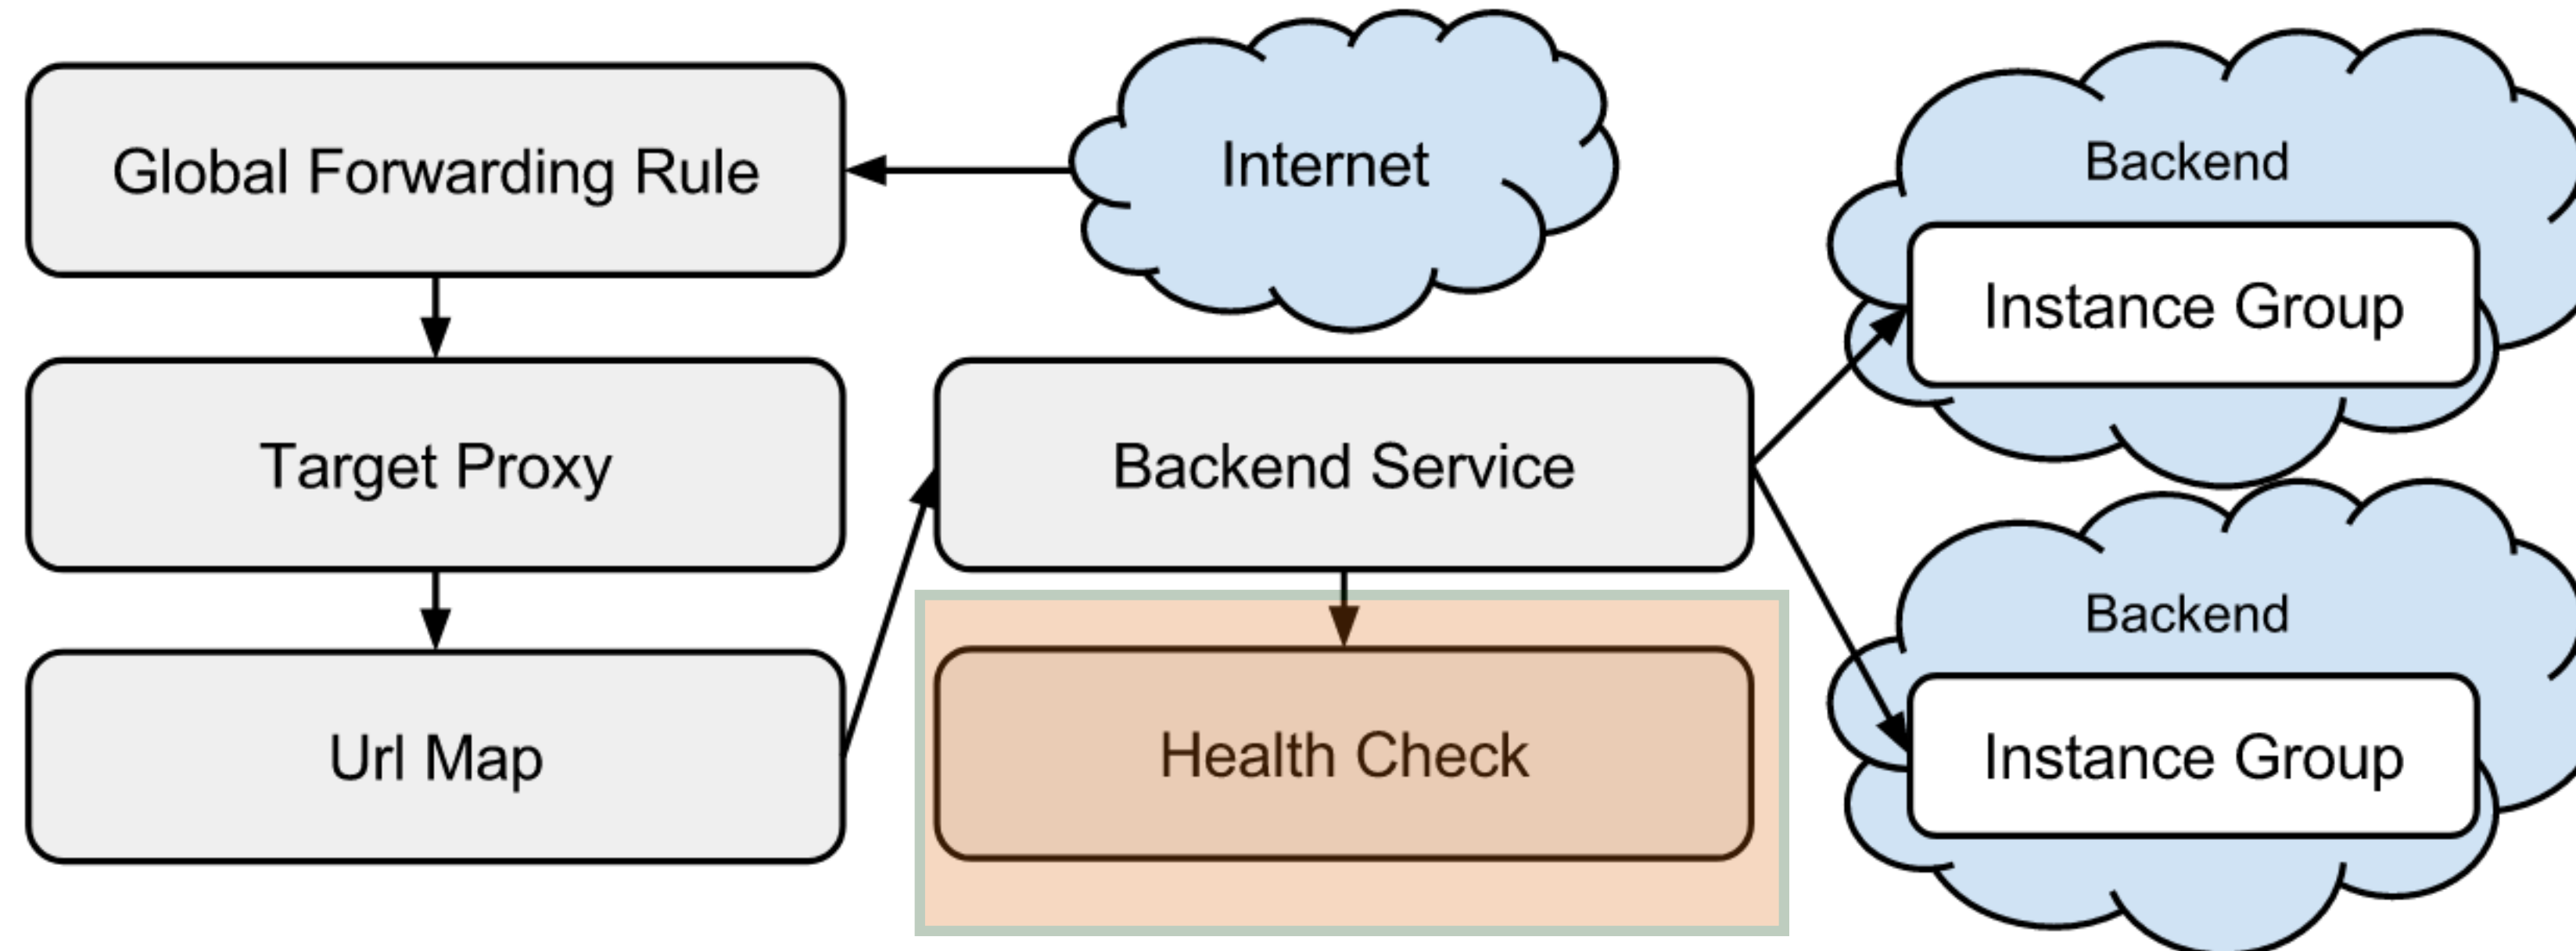 Global Forwarding Rule
Internet
Backend
Instance Group
Target Proxy
Backend Service
Url Map
Health Check
Backend
Instance Group